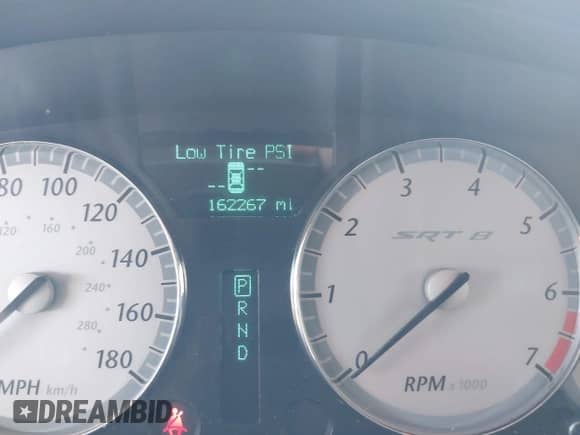 Low Tire PSI
--
--
162267 mi
P
R
N
D
80
100
120
140
160
180
120
160
200
240
280
MPH km/h
0
1
2
3
4
5
6
7
SRT 8
RPM x 1000
DREAMBID